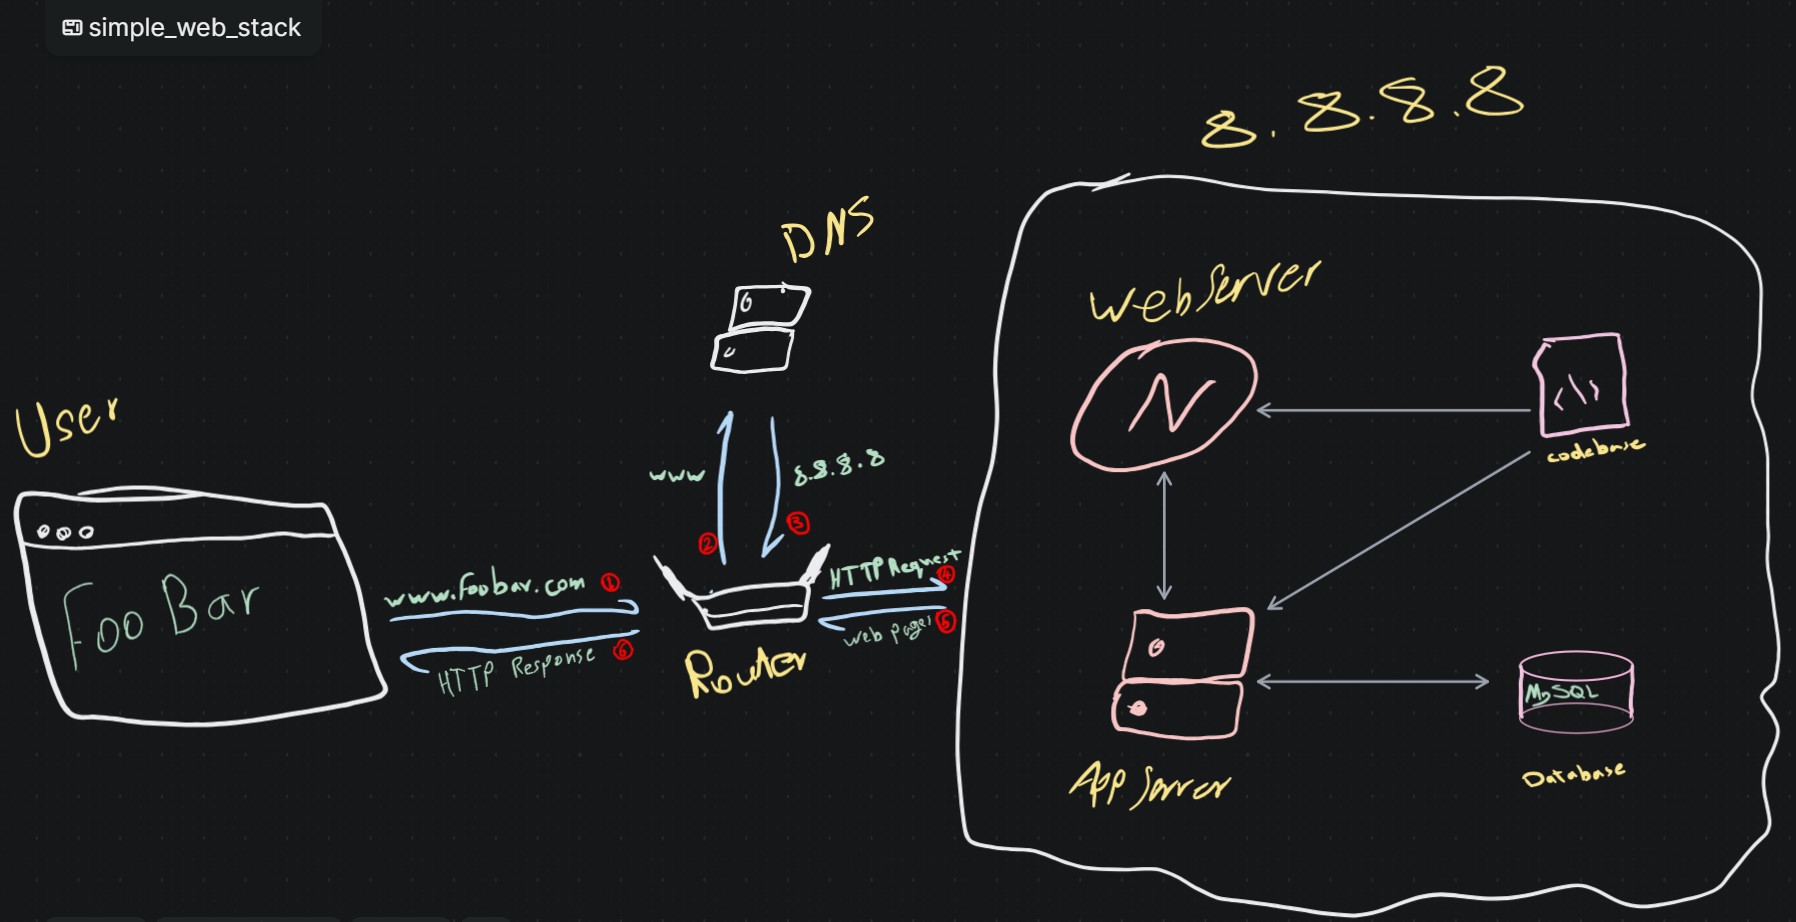 simple_web_stack
8.8.8.8
DNS
WebServer
N
<\>
codebase
User
Foo Bar
www
8.8.8.8
2
3
www.foobar.com 1
HTTP Response 6
HTTP Request 4
web pages 5
Router
App Server
MySQL
Database